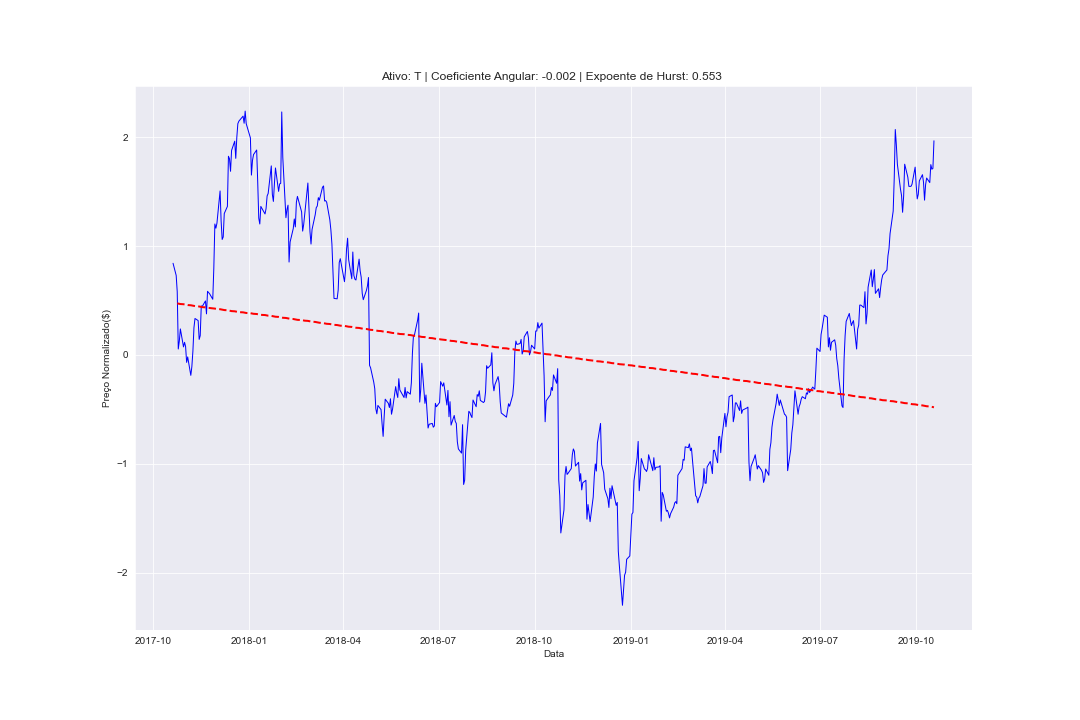 Ativo: T | Coeficiente Angular: -0.002 | Expoente de Hurst: 0.553
Preço Normalizado($)
2
1
0
−1
−2
2017-10 2018-01 2018-04 2018-07 2018-10 2019-01 2019-04 2019-07 2019-10
Data